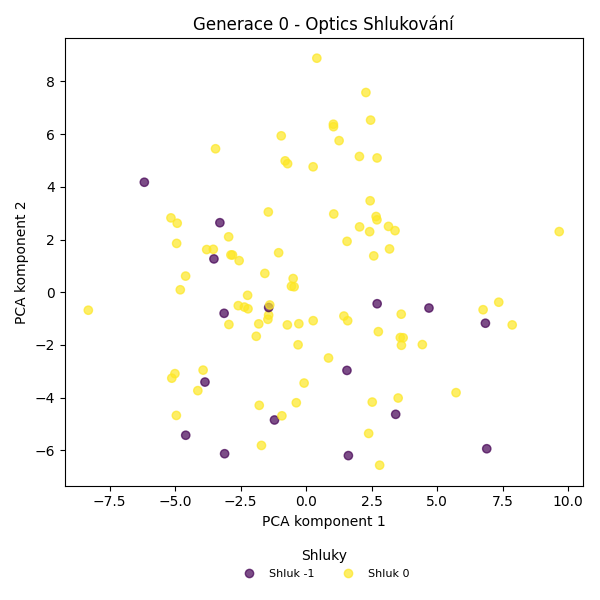 Generace 0 - Optics Shlukování
PCA komponent 2
8
6
4
2
0
−2
−4
−6
−7.5 −5.0 −2.5 0.0 2.5 5.0 7.5 10.0
PCA komponent 1
Shluky
Shluk -1 Shluk 0